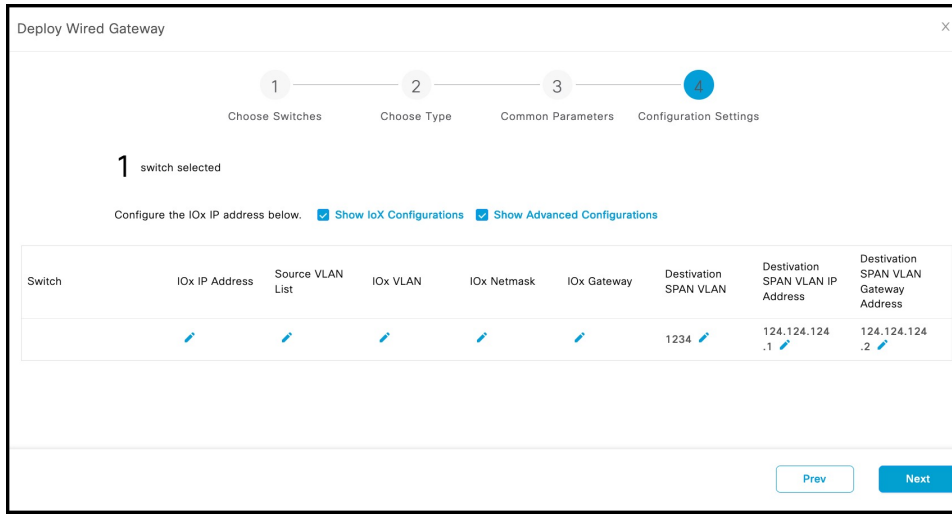 Deploy Wired Gateway
X
1
2
3
4
Choose Switches
Choose Type
Common Parameters
Configuration Settings
1 switch selected
Configure the IOx IP address below. Show IoX Configurations Show Advanced Configurations
Switch
IOx IP Address
Source VLAN
List
IOx VLAN
IOx Netmask
IOx Gateway
Destivation
SPAN VLAN
Destivation
SPAN VLAN IP
Address
Destivation
SPAN VLAN
Gateway
Address
1234
124.124.124
.1
124.124.124
.2
Prev
Next